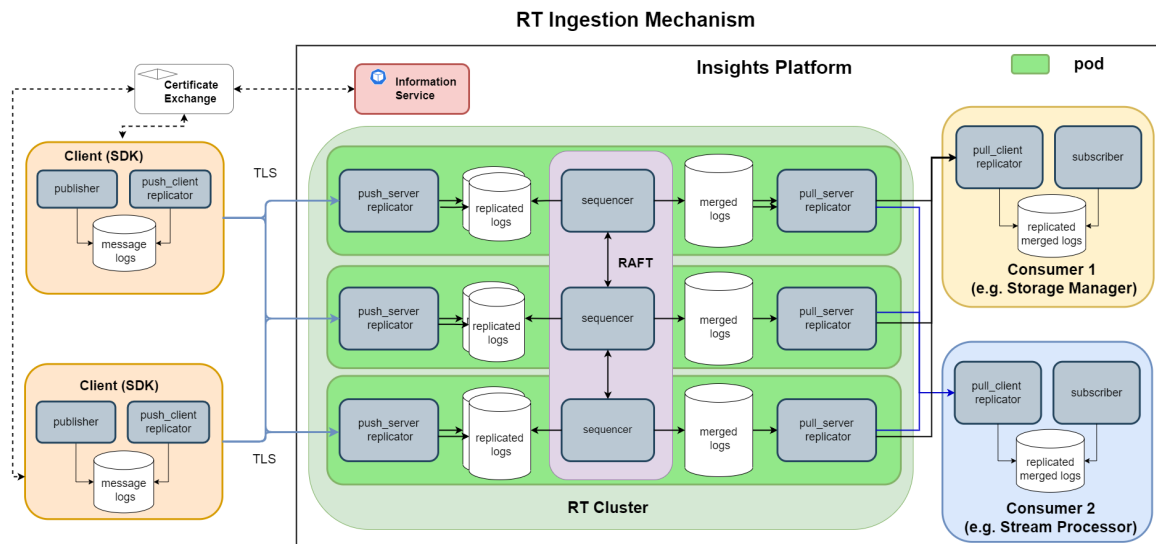 RT Ingestion Mechanism
Insights Platform
pod
Certificate
Exchange
Information
Service
Client (SDK)
publisher
push_client
replicator
message
logs
TLS
Client (SDK)
publisher
push_client
replicator
message
logs
TLS
push_server
replicator
replicated
logs
sequencer
merged
logs
pull_server
replicator
RAFT
push_server
replicator
replicated
logs
sequencer
merged
logs
pull_server
replicator
push_server
replicator
replicated
logs
sequencer
merged
logs
pull_server
replicator
RT Cluster
pull_client
replicator
subscriber
replicated
merged logs
Consumer 1
(e.g. Storage Manager)
pull_client
replicator
subscriber
replicated
merged logs
Consumer 2
(e.g. Stream Processor)